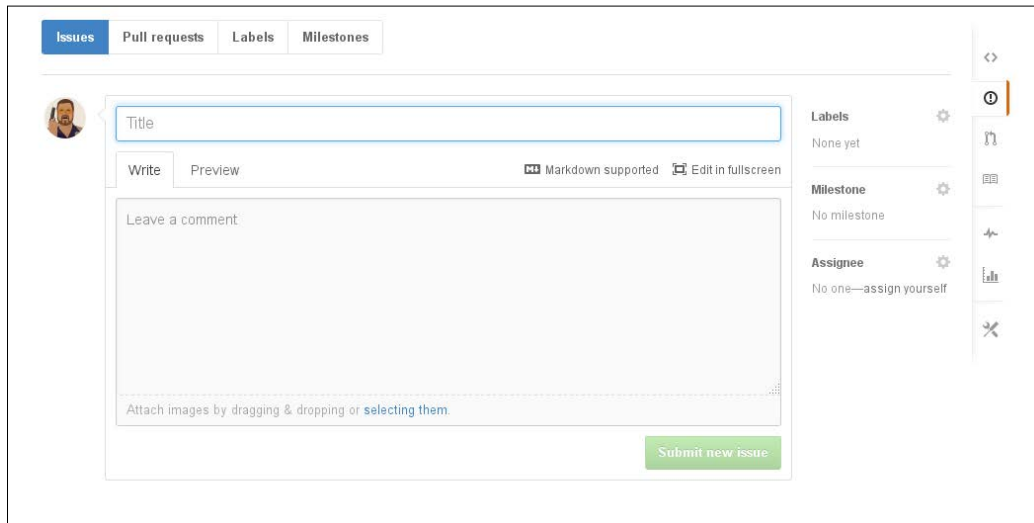 Issues Pull requests Labels Milestones
Title
Write Preview Markdown supported Edit in fullscreen
Leave a comment
Attach images by dragging & dropping or selecting them.
Submit new issue
Labels
None yet
Milestone
No milestone
Assignee
No one—assign yourself